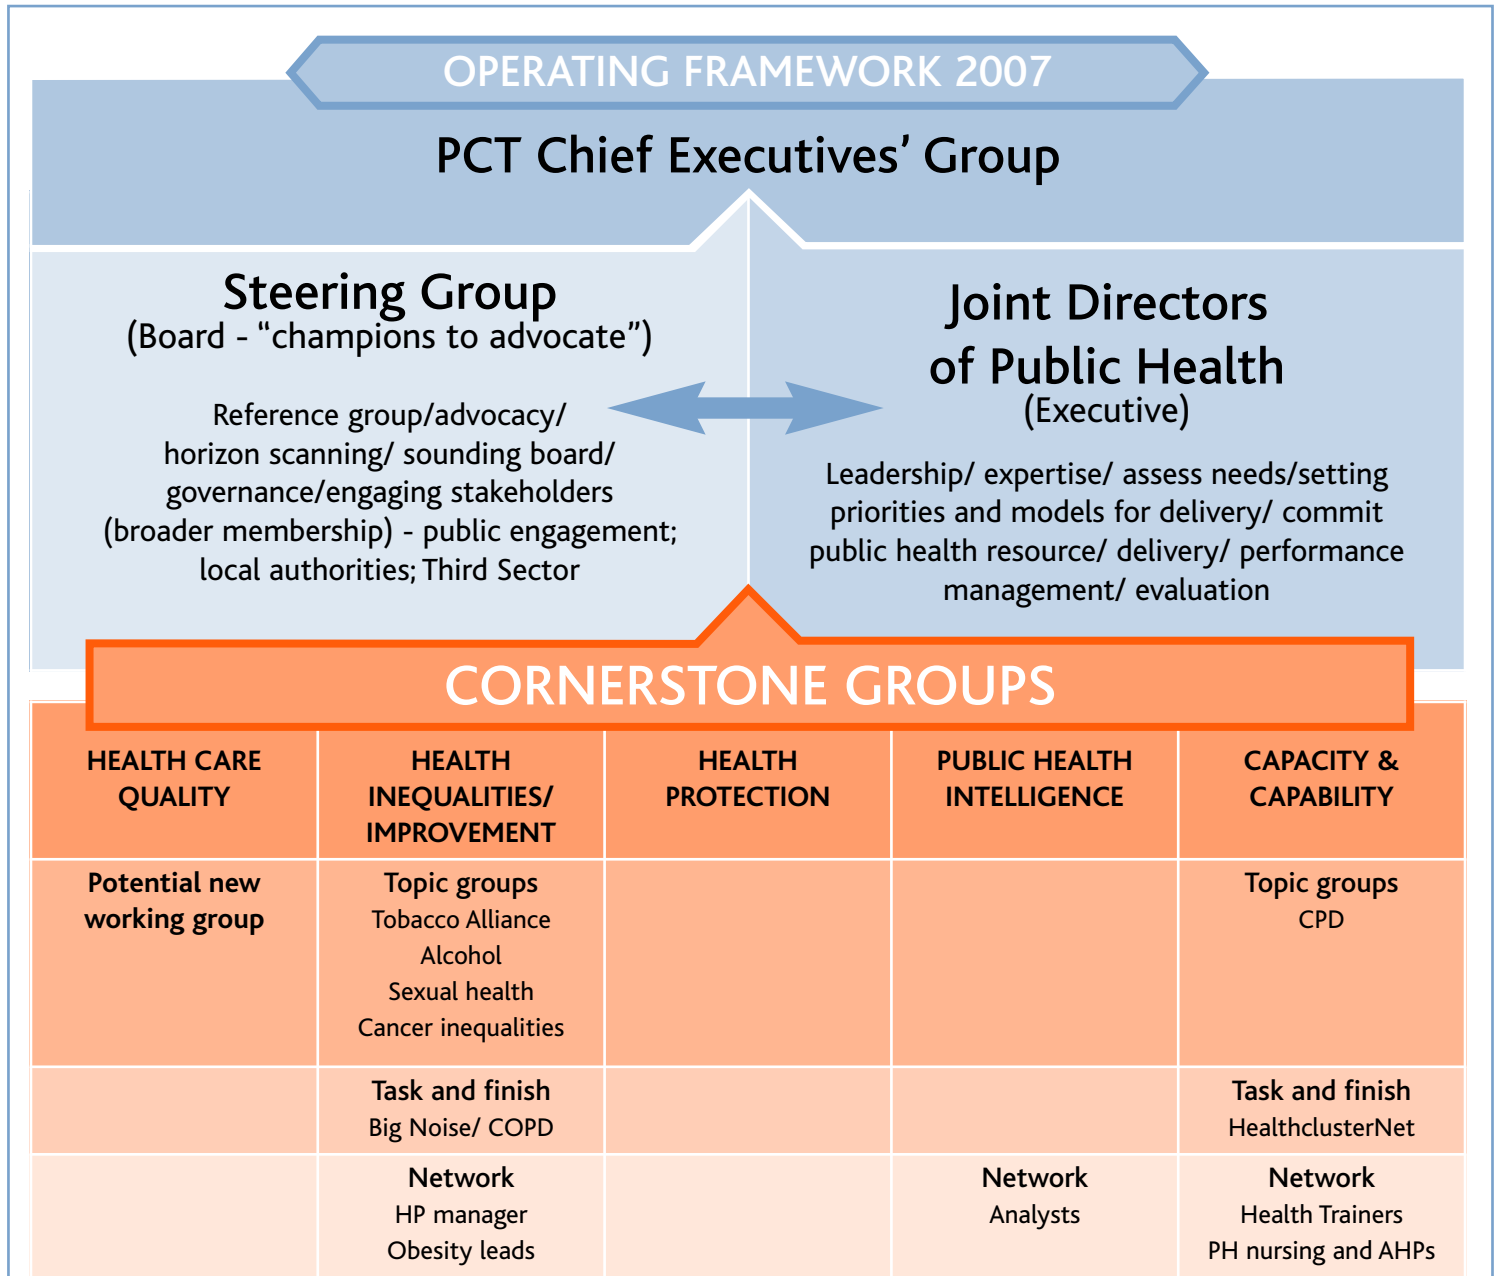 OPERATING FRAMEWORK 2007
PCT Chief Executives’ Group
Steering Group
(Board - “champions to advocate”)
Reference group/advocacy/
horizon scanning/ sounding board/
governance/engaging stakeholders
(broader membership) - public engagement;
local authorities; Third Sector
Joint Directors
of Public Health
(Executive)
Leadership/ expertise/ assess needs/setting
priorities and models for delivery/ commit
public health resource/ delivery/ performance
management/ evaluation
CORNERSTONE GROUPS
HEALTH CARE
QUALITY
HEALTH
INEQUALITIES/
IMPROVEMENT
HEALTH
PROTECTION
PUBLIC HEALTH
INTELLIGENCE
CAPACITY &
CAPABILITY
Potential new
working group
Topic groups
Tobacco Alliance
Alcohol
Sexual health
Cancer inequalities
Topic groups
CPD
Task and finish
Big Noise/ COPD
Task and finish
HealthclusterNet
Network
HP manager
Obesity leads
Network
Analysts
Network
Health Trainers
PH nursing and AHPs